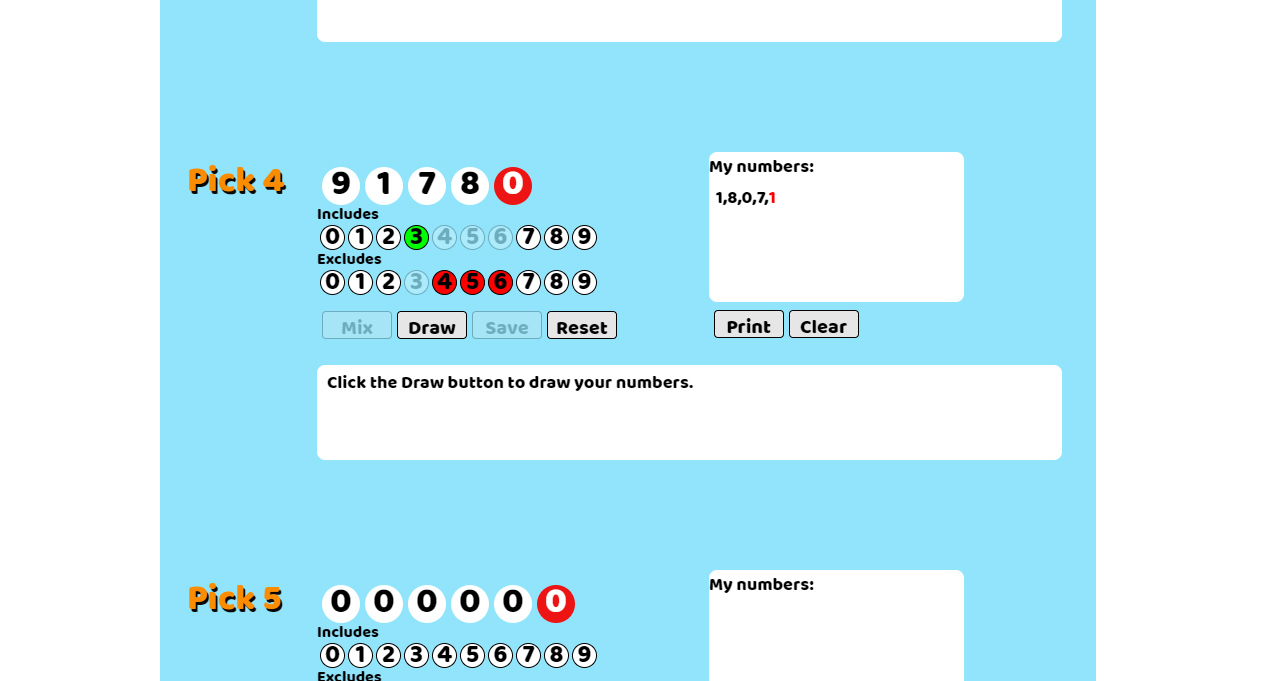 Pick 4
9 1 7 8 0
Includes
0 1 2 3 4 5 6 7 8 9
Excludes
0 1 2 3 4 5 6 7 8 9
Mix Draw Save Reset
My numbers:
1,8,0,7,1
Print Clear
Click the Draw button to draw your numbers.
Pick 5
0 0 0 0 0 0
Includes
0 1 2 3 4 5 6 7 8 9
Excludes
My numbers: